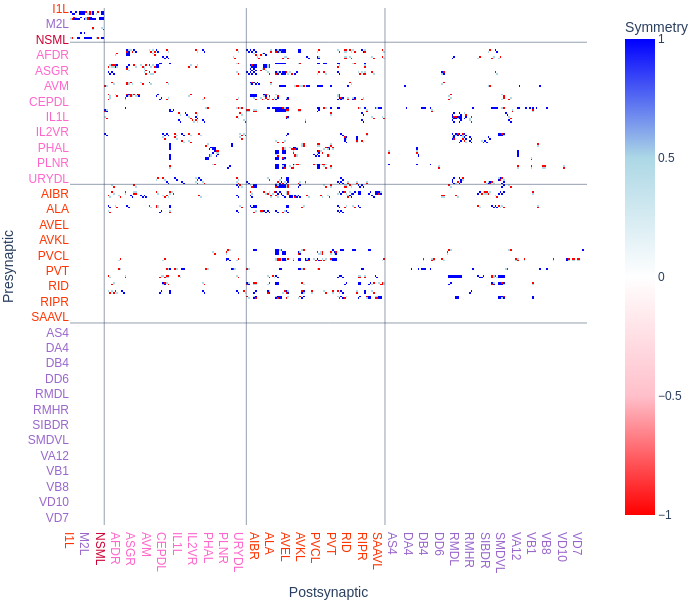 I1L
M2L
NSML
AFDR
ASGR
AVM
CEPDL
IL1L
IL2VR
PHAL
PLNR
URYDL
AIBR
ALA
AVEL
AVKL
PVCL
PVT
RID
RIPR
SAAVL
AS4
DA4
DB4
DD6
RMDL
RMHR
SIBDR
SMDVL
VA12
VB1
VB8
VD10
VD7
Presynaptic
I1L
M2L
NSML
AFDR
ASGR
AVM
CEPDL
IL1L
IL2VR
PHAL
PLNR
URYDL
AIBR
ALA
AVEL
AVKL
PVCL
PVT
RID
RIPR
SAAVL
AS4
DA4
DB4
DD6
RMDL
RMHR
SIBDR
SMDVL
VA12
VB1
VB8
VD10
VD7
Postsynaptic
Symmetry
1
0.5
0
−0.5
−1